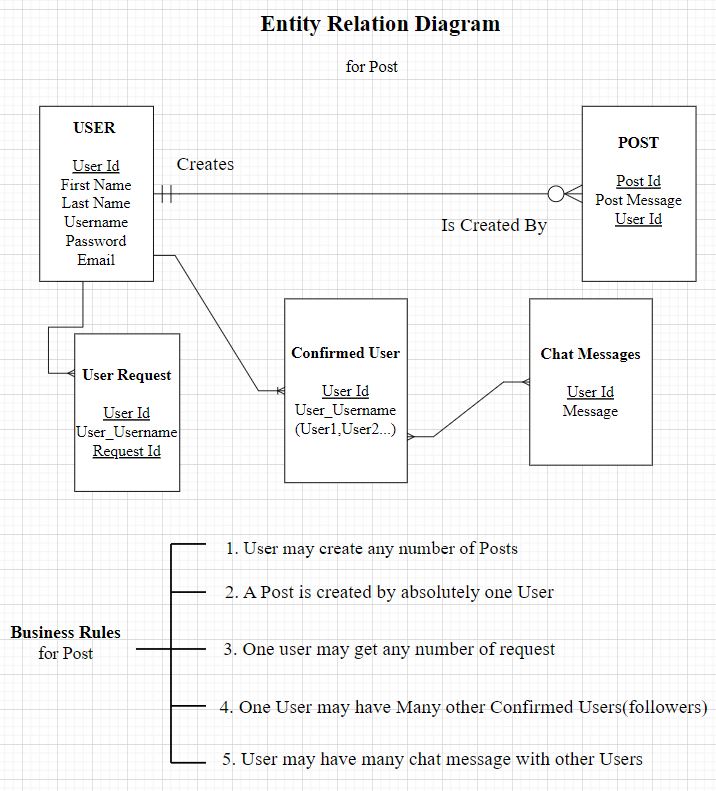 Entity Relation Diagram
for Post
USER
User Id
First Name
Last Name
Username
Password
Email
Creates
Is Created By
POST
Post Id
Post Message
User Id
User Request
User Id
User_Username
Request Id
Confirmed User
User Id
User_Username
(User1,User2...)
Chat Messages
User Id
Message
Business Rules
for Post
1. User may create any number of Posts
2. A Post is created by absolutely one User
3. One user may get any number of request
4. One User may have Many other Confirmed Users(followers)
5. User may have many chat message with other Users